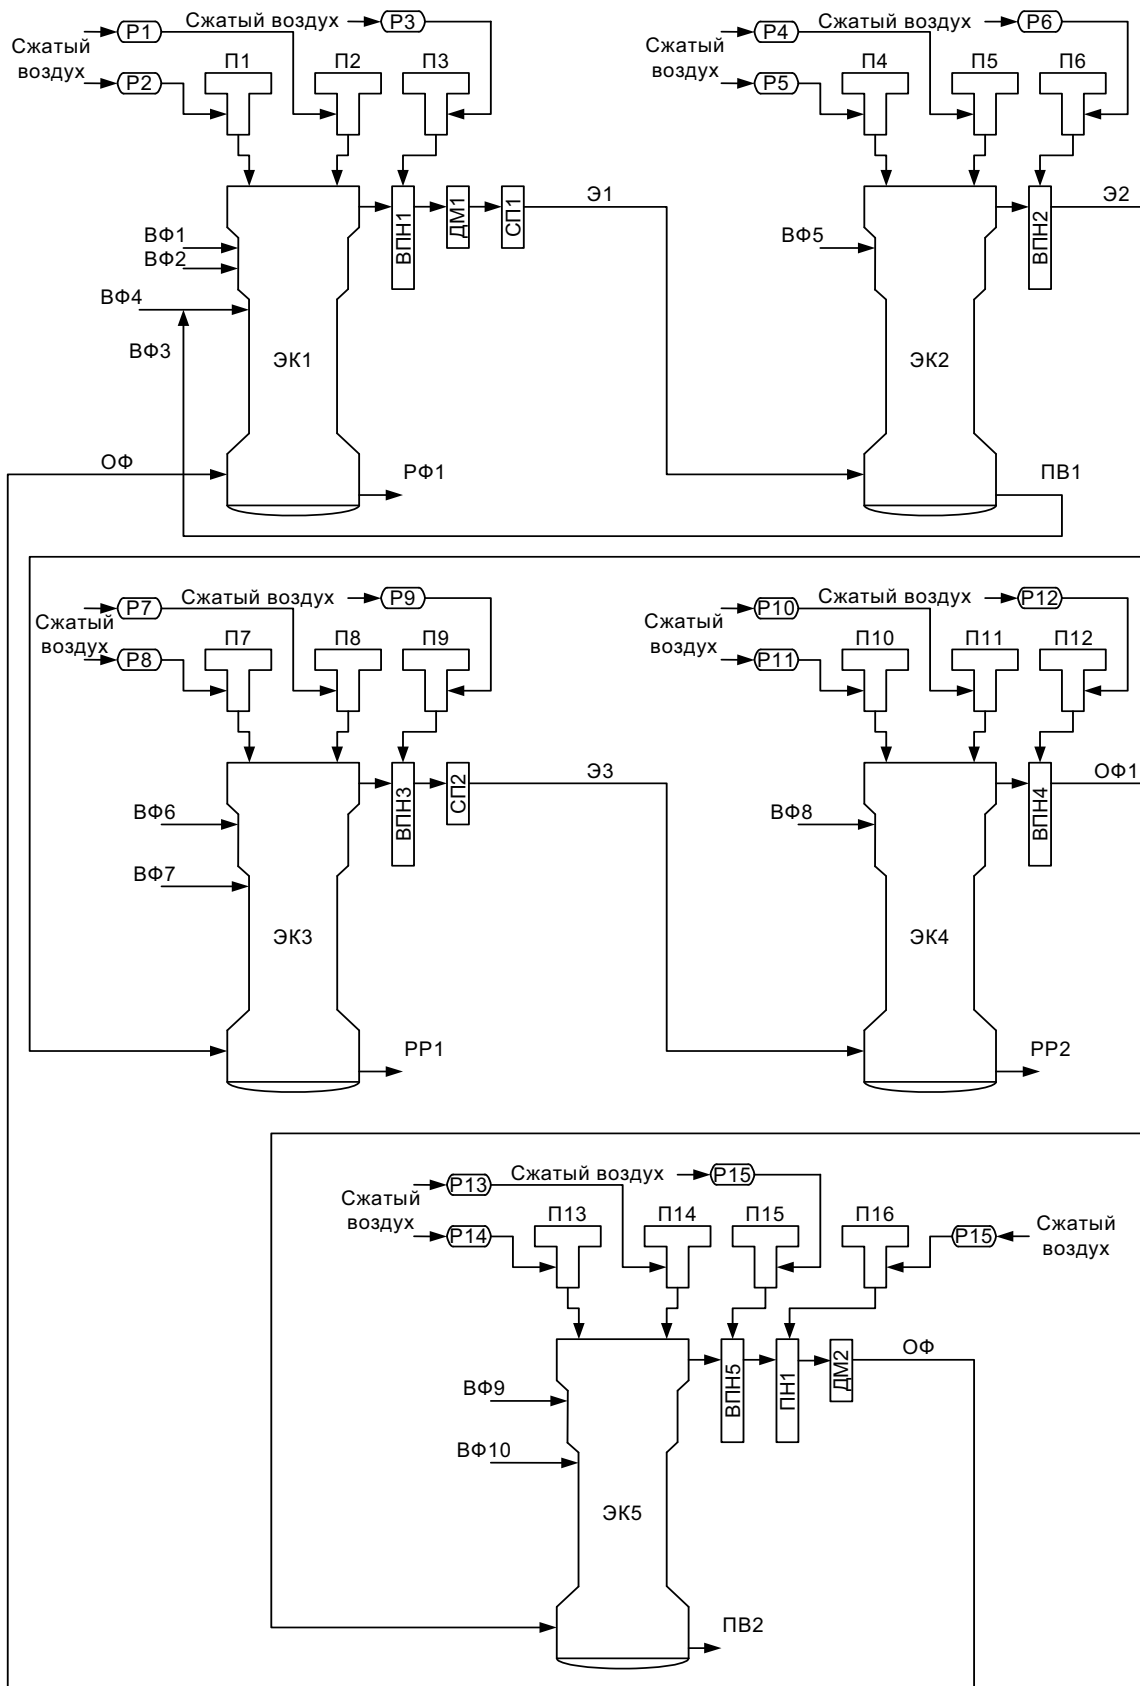 Р1
Сжатый воздух
Р3
Р4
Сжатый воздух
Р6
Сжатый
воздух
Сжатый
воздух
Р2
П1
П2
П3
Р5
П4
П5
П6
ВПН1
ДМ1
СП1
Э1
ВПН2
Э2
ВФ1
ВФ2
ВФ5
ВФ4
ВФ3
ЭК1
ЭК2
ОФ
РФ1
ПВ1
Р7
Сжатый воздух
Р9
Р10
Сжатый воздух
Р12
Сжатый
воздух
Сжатый
воздух
Р8
П7
П8
П9
Р11
П10
П11
П12
ВПН3
СП2
Э3
ВПН4
ОФ1
ВФ6
ВФ8
ВФ7
ЭК3
ЭК4
РР1
РР2
Р13
Сжатый воздух
Р15
Сжатый
воздух
Р14
П13
П14
П15
П16
Р15
Сжатый
воздух
ВПН5
ПН1
ДМ2
ОФ
ВФ9
ВФ10
ЭК5
ПВ2